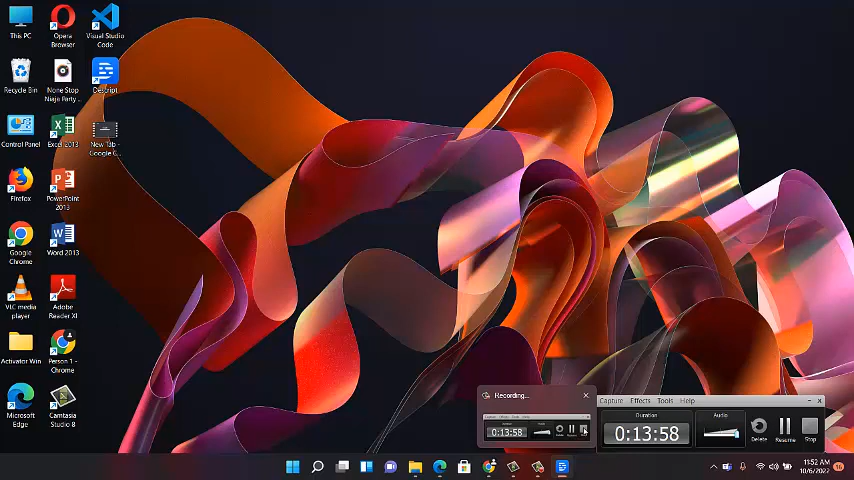 This PC
Opera
Browser
Visual Studio
Code
Recycle Bin
None Stop
Niaja Party ...
Descript
Control Panel
Excel 2013
New Tab -
Google C...
Firefox
PowerPoint
2013
Google
Chrome
Word 2013
VLC media
player
Adobe
Reader XI
Activator Win
Person 1 -
Chrome
Microsoft
Edge
Camtasia
Studio 8
Recording...
0:13:58
Capture Effects Tools Help
Duration
0:13:58
Audio
Delete
Resume
Stop
11:52 AM
10/6/2022